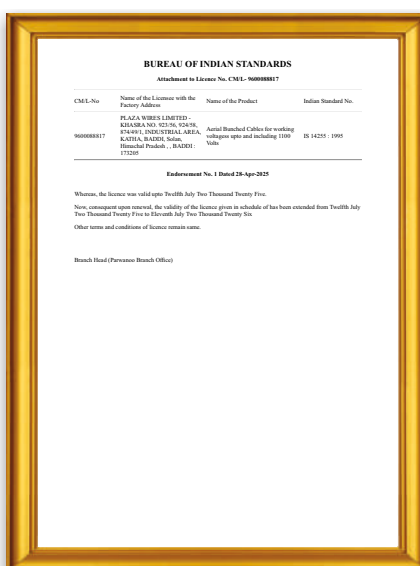 BUREAU OF INDIAN STANDARDS
Attachment to Licence No. CM/L- 9600088817
CM/L-No
Name of the Licensee with the
Factory Address
Name of the Product
Indian Standard No.
9600088817
PLAZA WIRES LIMITED -
KHASRA NO. 923/56, 924/58,
874/49/1, INDUSTRIAL AREA,
KATHA, BADDI, Solan,
Himachal Pradesh , , BADDI :
173205
Aerial Bunched Cables for working
voltagess upto and including 1100
Volts
IS 14255 : 1995
Endorsement No. 1 Dated 28-Apr-2025
Whereas, the licence was valid upto Twelfth July Two Thousand Twenty Five.
Now, consequent upon renewal, the validity of the licence given in schedule of has been extended from Twelfth July
Two Thousand Twenty Five to Eleventh July Two Thousand Twenty Six
Other terms and conditions of licence remain same.
Branch Head (Parwanoo Branch Office)